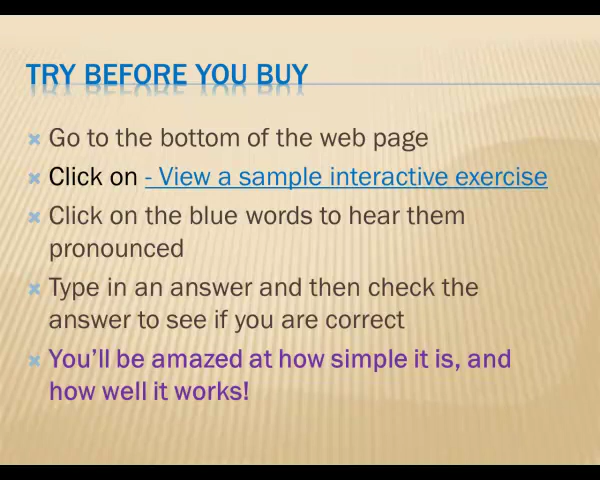 TRY BEFORE YOU BUY
Go to the bottom of the web page
Click on - View a sample interactive exercise
Click on the blue words to hear them
pronounced
Type in an answer and then check the
answer to see if you are correct
You’ll be amazed at how simple it is, and
how well it works!